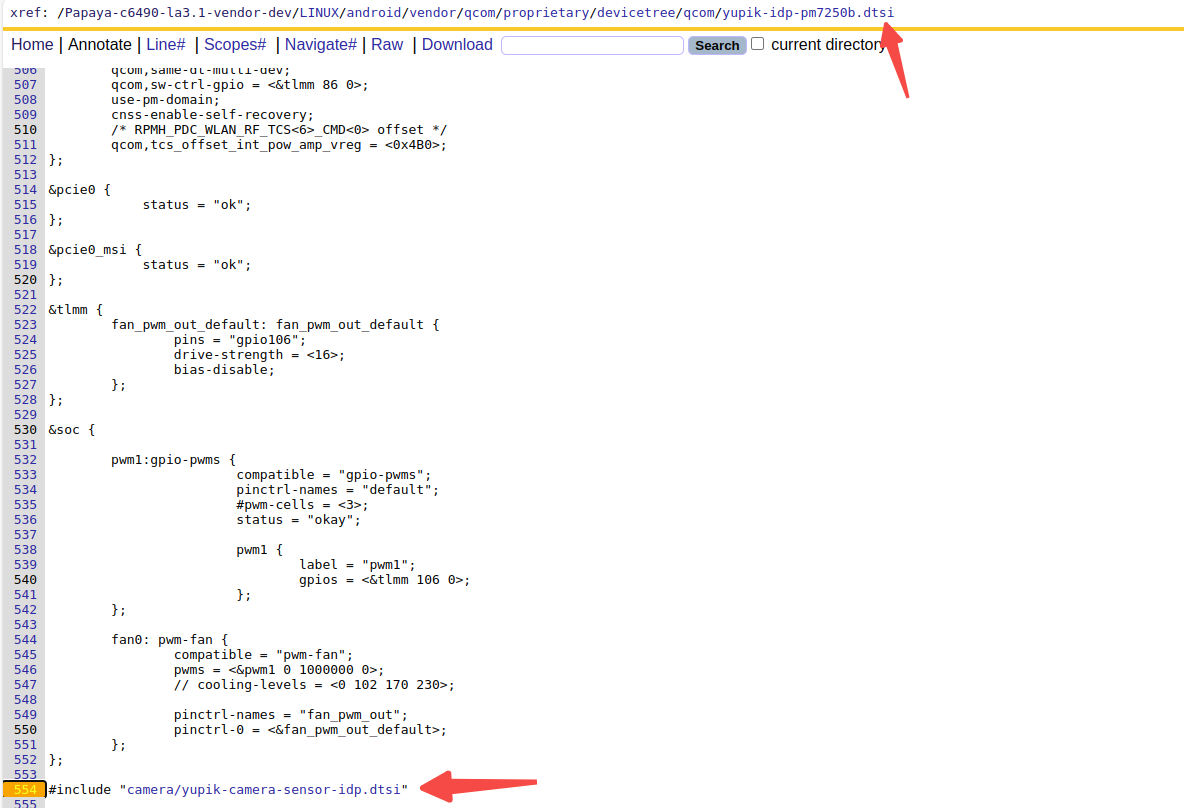 xref: /Papaya-c6490-la3.1-vendor-dev/LINUX/android/vendor/qcom/proprietary/devicetree/qcom/yupik-idp-pm7250b.dtsi
Home | Annotate | Line# | Scopes# | Navigate# | Raw | Download Search current directory
506 qcom,same-dt-multi-dev;
507 qcom,sw-ctrl-gpio = <&tlmm 86 0>;
508 use-pm-domain;
509 cnss-enable-self-recovery;
510 /* RPMH_PDC_WLAN_RF_TCS<6>_CMD<0> offset */
511 qcom,tcs_offset_int_pow_amp_vreg = <0x4B0>;
512 };
513
514 &pcie0 {
515 status = "ok";
516 };
517
518 &pcie0_msi {
519 status = "ok";
520 };
521
522 &tlmm {
523 fan_pwm_out_default: fan_pwm_out_default {
524 pins = "gpio106";
525 drive-strength = <16>;
526 bias-disable;
527 };
528 };
529
530 &soc {
531
532 pwm1:gpio-pwms {
533 compatible = "gpio-pwms";
534 pinctrl-names = "default";
535 #pwm-cells = <3>;
536 status = "okay";
537
538 pwm1 {
539 label = "pwm1";
540 gpios = <&tlmm 106 0>;
541 };
542 };
543
544 fan0: pwm-fan {
545 compatible = "pwm-fan";
546 pwms = <&pwm1 0 1000000 0>;
547 // cooling-levels = <0 102 170 230>;
548
549 pinctrl-names = "fan_pwm_out";
550 pinctrl-0 = <&fan_pwm_out_default>;
551 };
552 };
553
554 #include "camera/yupik-camera-sensor-idp.dtsi"
555